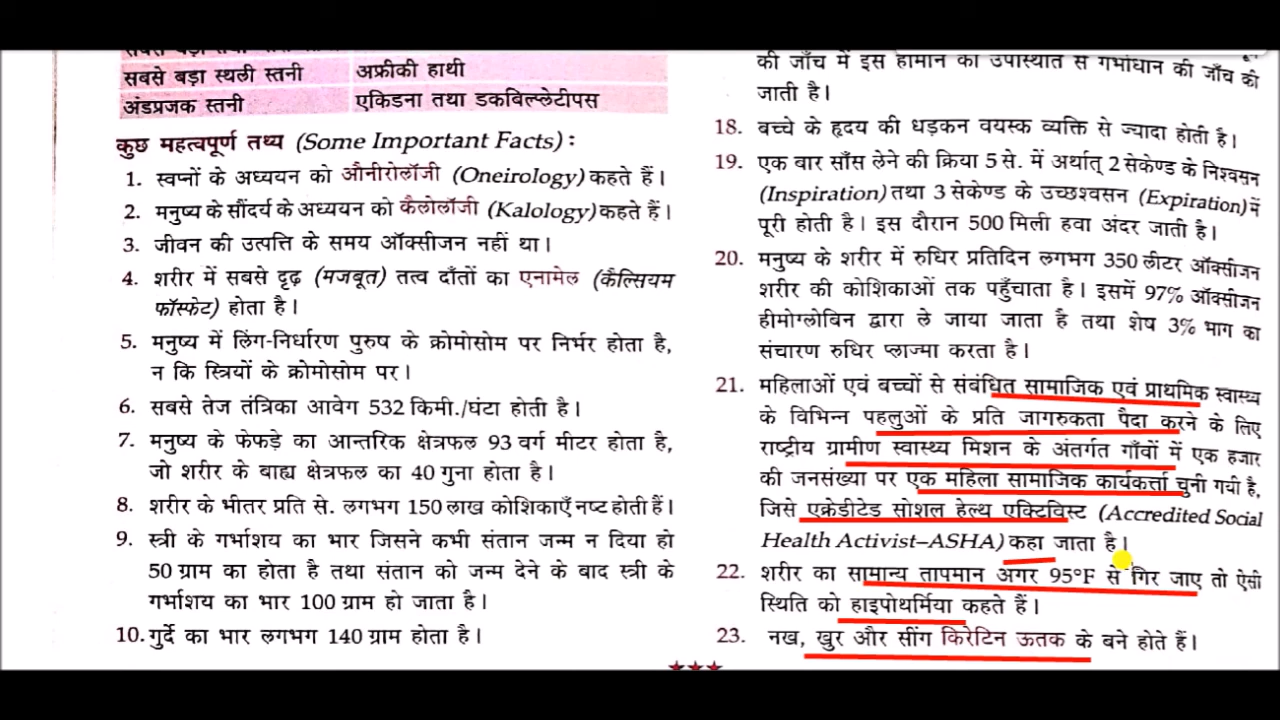 सबसे बड़ा स्थली स्तनी अफ्रीकी हाथी
अंडप्रजक स्तनी एकिडना तथा डकबिल्लेटीपस
कुछ महत्वपूर्ण तथ्य (Some Important Facts) :
1. स्वप्नों के अध्ययन को औनीरोलॉजी (Oneirology) कहते हैं।
2. मनुष्य के सौंदर्य के अध्ययन को कैलोलॉजी (Kalology) कहते हैं।
3. जीवन की उत्पत्ति के समय ऑक्सीजन नहीं था।
4. शरीर में सबसे दृढ़ (मजबूत) तत्व दाँतों का एनामेल (कैल्सियम
फॉस्फेट) होता है।
5. मनुष्य में लिंग-निर्धारण पुरुष के क्रोमोसोम पर निर्भर होता है,
न कि स्त्रियों के क्रोमोसोम पर।
6. सबसे तेज तंत्रिका आवेग 532 किमी./घंटा होती है।
7. मनुष्य के फेफड़े का आन्तरिक क्षेत्रफल 93 वर्ग मीटर होता है,
जो शरीर के बाह्य क्षेत्रफल का 40 गुना होता है।
8. शरीर के भीतर प्रति से. लगभग 150 लाख कोशिकाएँ नष्ट होती हैं।
9. स्त्री के गर्भाशय का भार जिसने कभी संतान जन्म न दिया हो
50 ग्राम का होता है तथा संतान को जन्म देने के बाद स्त्री के
गर्भाशय का भार 100 ग्राम हो जाता है।
10. गुर्दे का भार लगभग 140 ग्राम होता है।
की जाँच में इस हार्मोन की उपस्थिति से गर्भाधान की जाँच की
जाती है।
18. बच्चे के हृदय की धड़कन वयस्क व्यक्ति से ज्यादा होती है।
19. एक बार साँस लेने की क्रिया 5 से. में अर्थात् 2 सेकेण्ड के निश्वसन
(Inspiration) तथा 3 सेकेण्ड के उच्छश्वसन (Expiration) में
पूरी होती है। इस दौरान 500 मिली हवा अंदर जाती है।
20. मनुष्य के शरीर में रुधिर प्रतिदिन लगभग 350 लीटर ऑक्सीजन
शरीर की कोशिकाओं तक पहुँचाता है। इसमें 97% ऑक्सीजन
हीमोग्लोबिन द्वारा ले जाया जाता है तथा शेष 3% भाग का
संचारण रुधिर प्लाज्मा करता है।
21. महिलाओं एवं बच्चों से संबंधित सामाजिक एवं प्राथमिक स्वास्थ्य
के विभिन्न पहलुओं के प्रति जागरुकता पैदा करने के लिए
राष्ट्रीय ग्रामीण स्वास्थ्य मिशन के अंतर्गत गाँवों में एक हजार
की जनसंख्या पर एक महिला सामाजिक कार्यकर्त्ता चुनी गयी है,
जिसे एक्रेडीटेड सोशल हेल्थ एक्टिविस्ट (Accredited Social
Health Activist–ASHA) कहा जाता है।
22. शरीर का सामान्य तापमान अगर 95°F से गिर जाए तो ऐसी
स्थिति को हाइपोथर्मिया कहते हैं।
23. नख, खुर और सींग किरेटिन ऊतक के बने होते हैं।